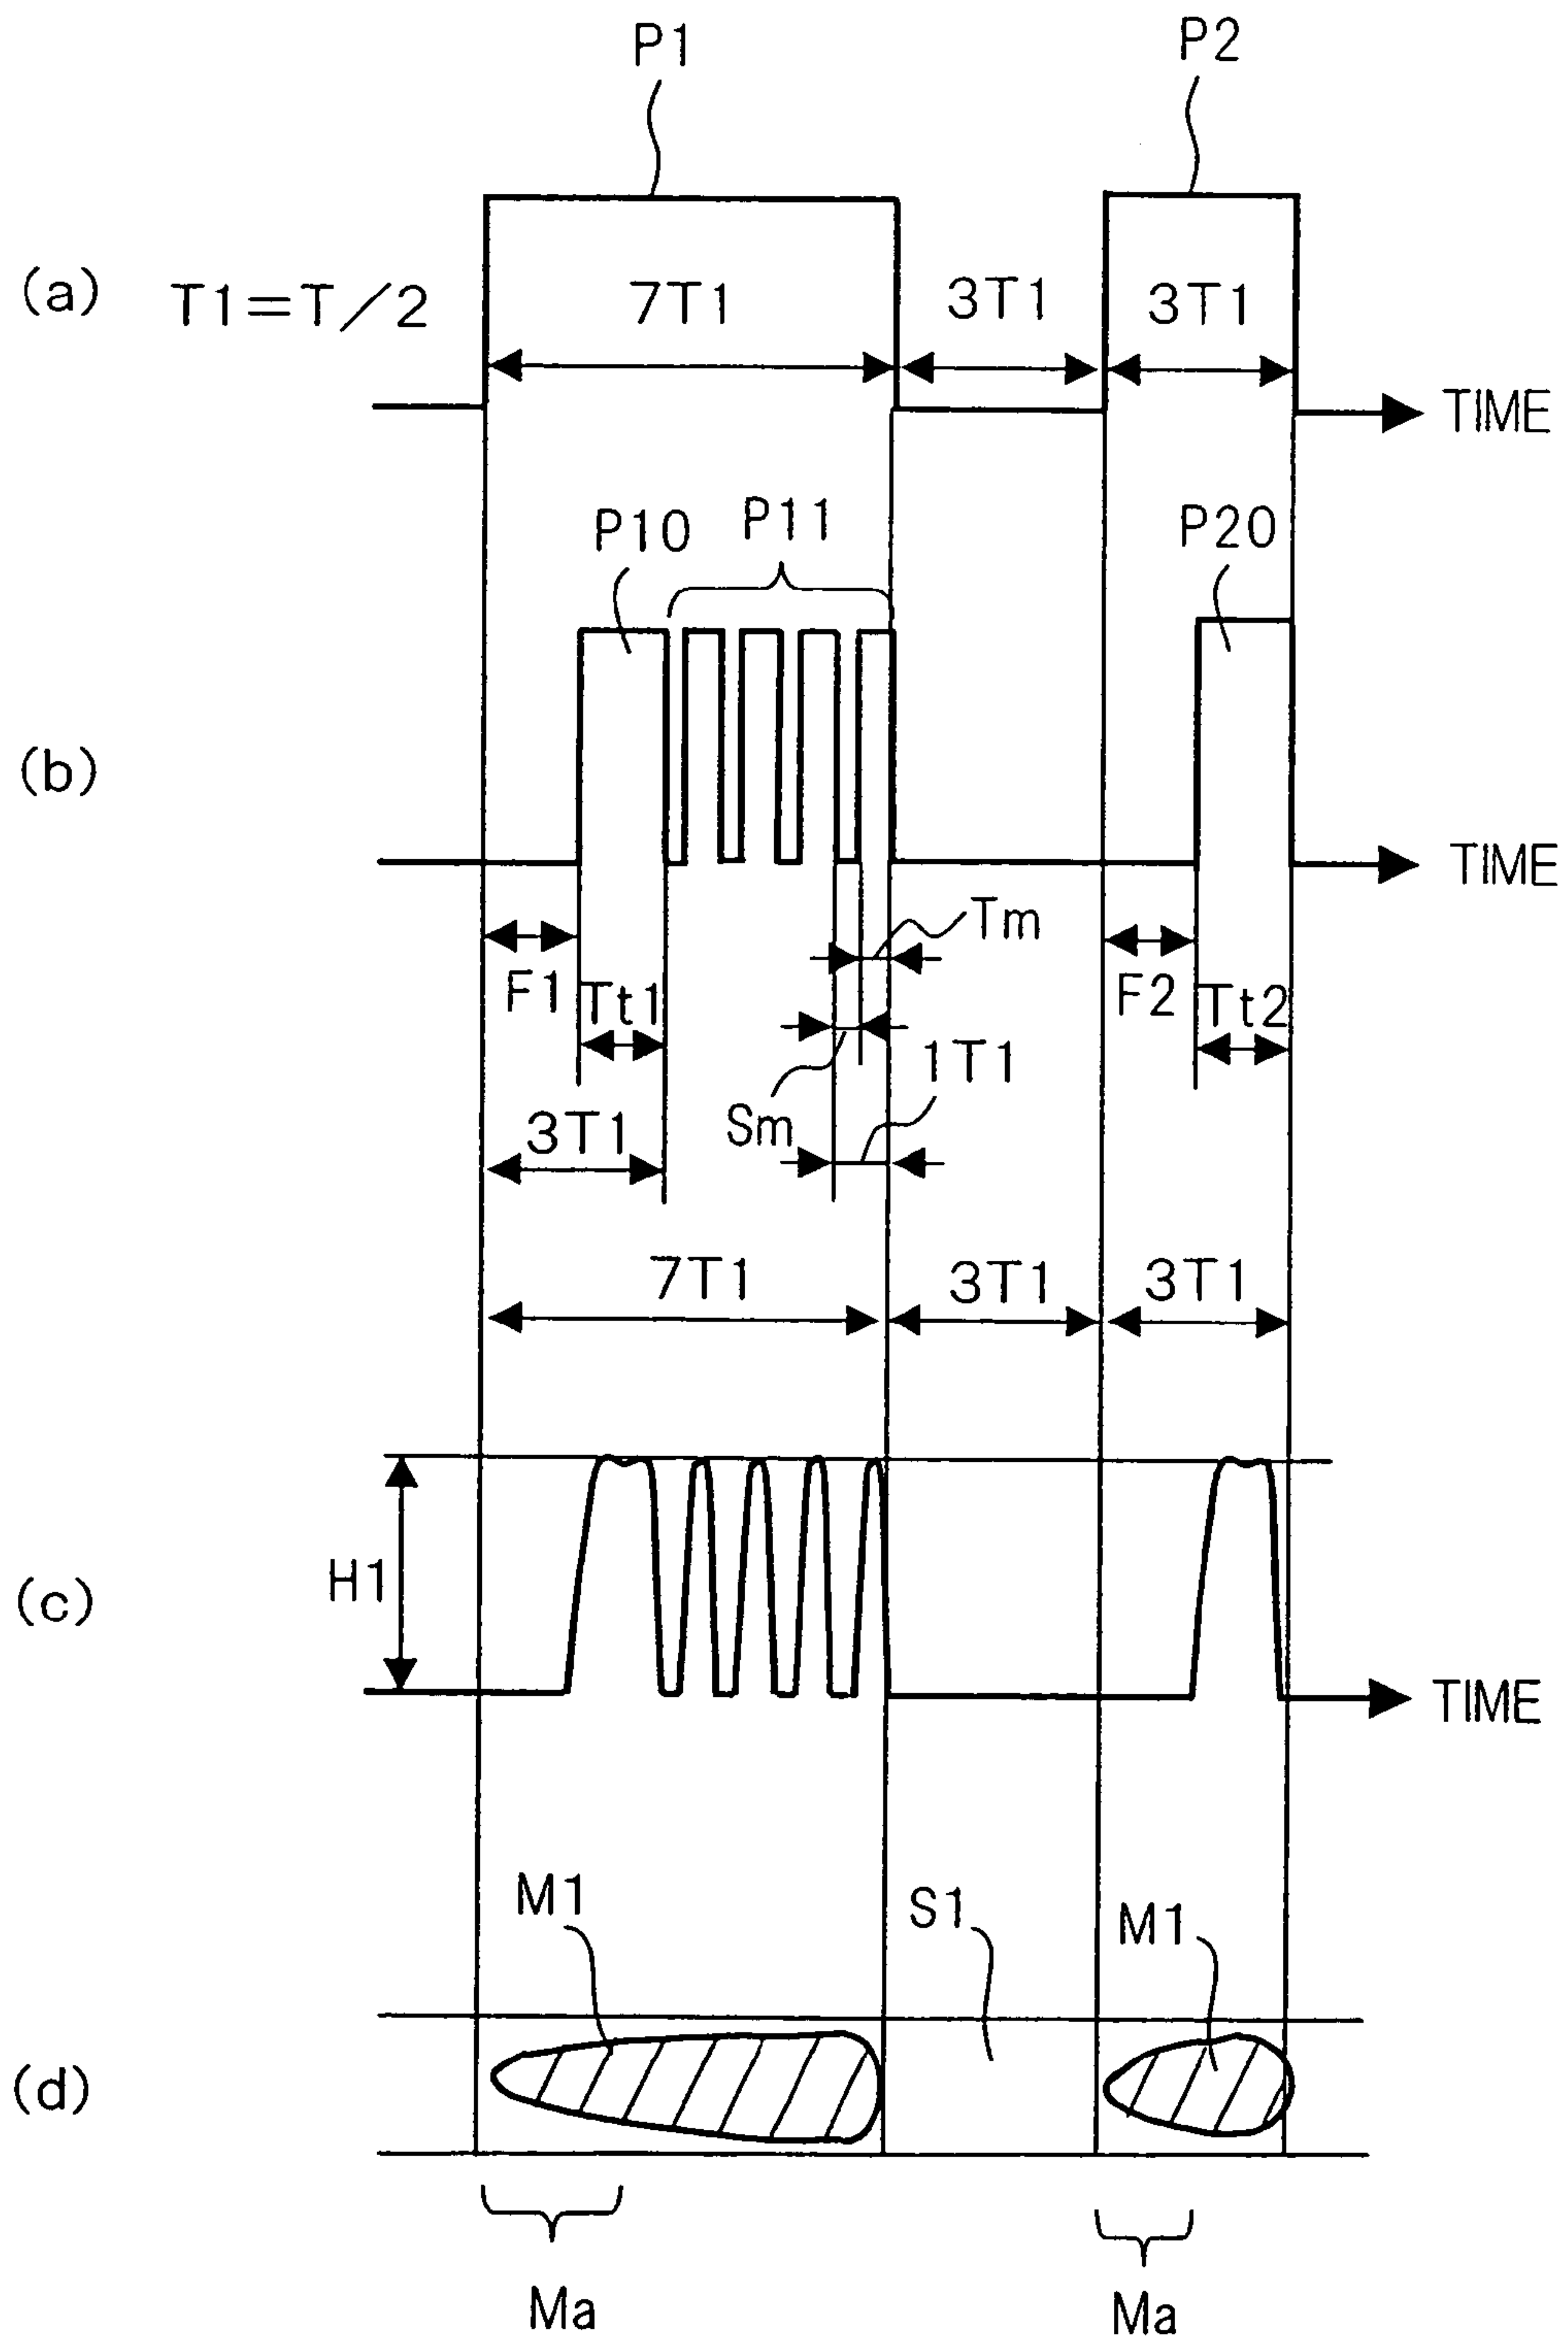 P1 P2
(a) T1=T/2 7T1 3T1 3T1
TIME
P10 P11 P20
(b)
TIME
Tm
F1 F2
Tt1 Tt2
1T1
Sm
3T1
7T1 3T1 3T1
H1
(c)
TIME
M1 S1 M1
(d)
Ma Ma